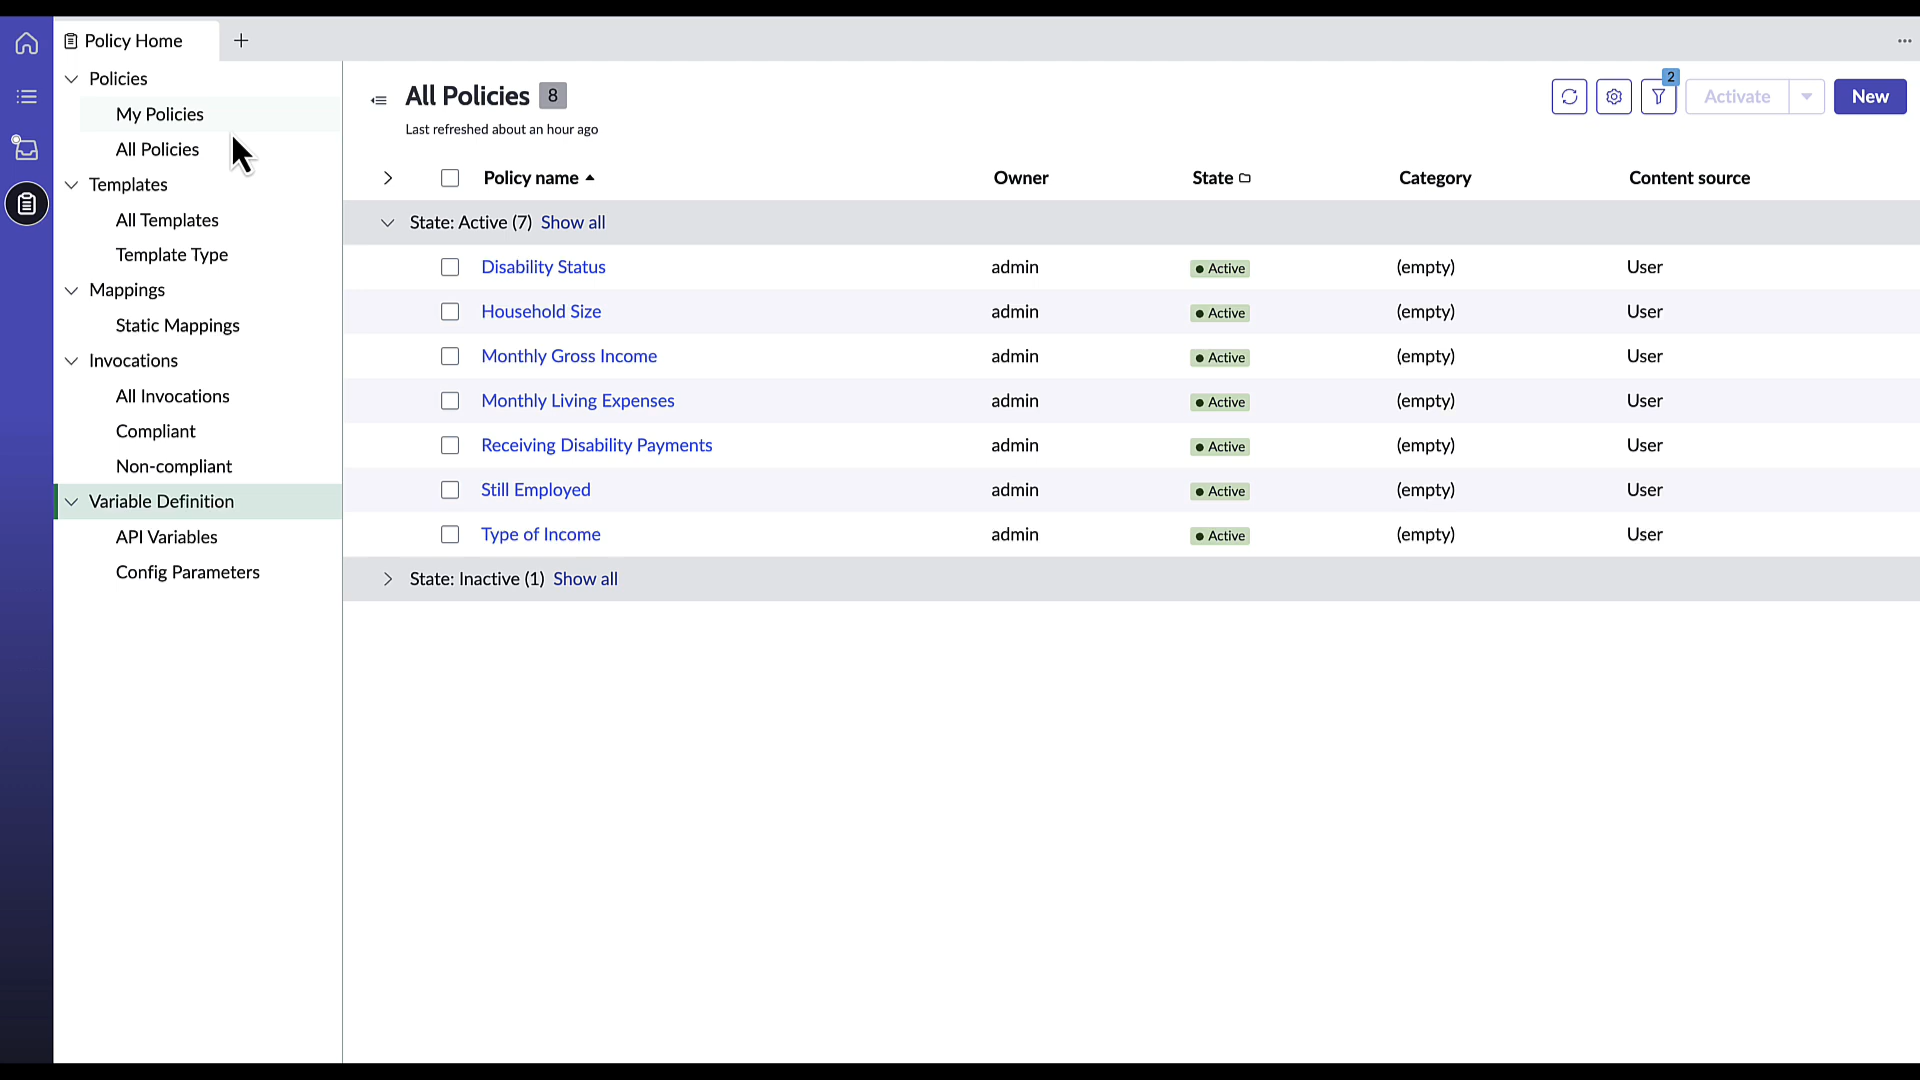 Policy Home
Policies
My Policies
All Policies
Templates
All Templates
Template Type
Mappings
Static Mappings
Invocations
All Invocations
Compliant
Non-compliant
Variable Definition
API Variables
Config Parameters
All Policies 8
Last refreshed about an hour ago
2
Activate
New
Policy name Owner State Category Content source
State: Active (7) Show all
Disability Status admin Active (empty) User
Household Size admin Active (empty) User
Monthly Gross Income admin Active (empty) User
Monthly Living Expenses admin Active (empty) User
Receiving Disability Payments admin Active (empty) User
Still Employed admin Active (empty) User
Type of Income admin Active (empty) User
State: Inactive (1) Show all